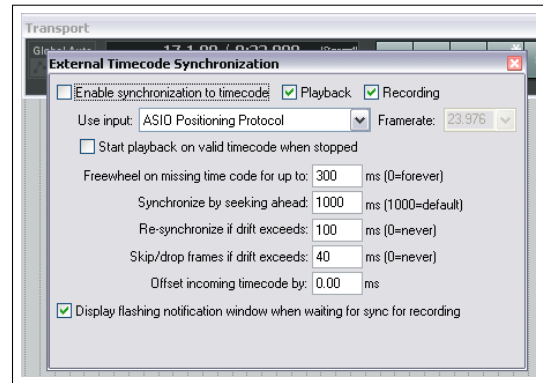 Transport
External Timecode Synchronization
Enable synchronization to timecode Playback Recording
Use input: ASIO Positioning Protocol Framerate: 23.976
Start playback on valid timecode when stopped
Freewheel on missing time code for up to: 300 ms (0=forever)
Synchronize by seeking ahead: 1000 ms (1000=default)
Re-synchronize if drift exceeds: 100 ms (0=never)
Skip/drop frames if drift exceeds: 40 ms (0=never)
Offset incoming timecode by: 0.00 ms
Display flashing notification window when waiting for sync for recording